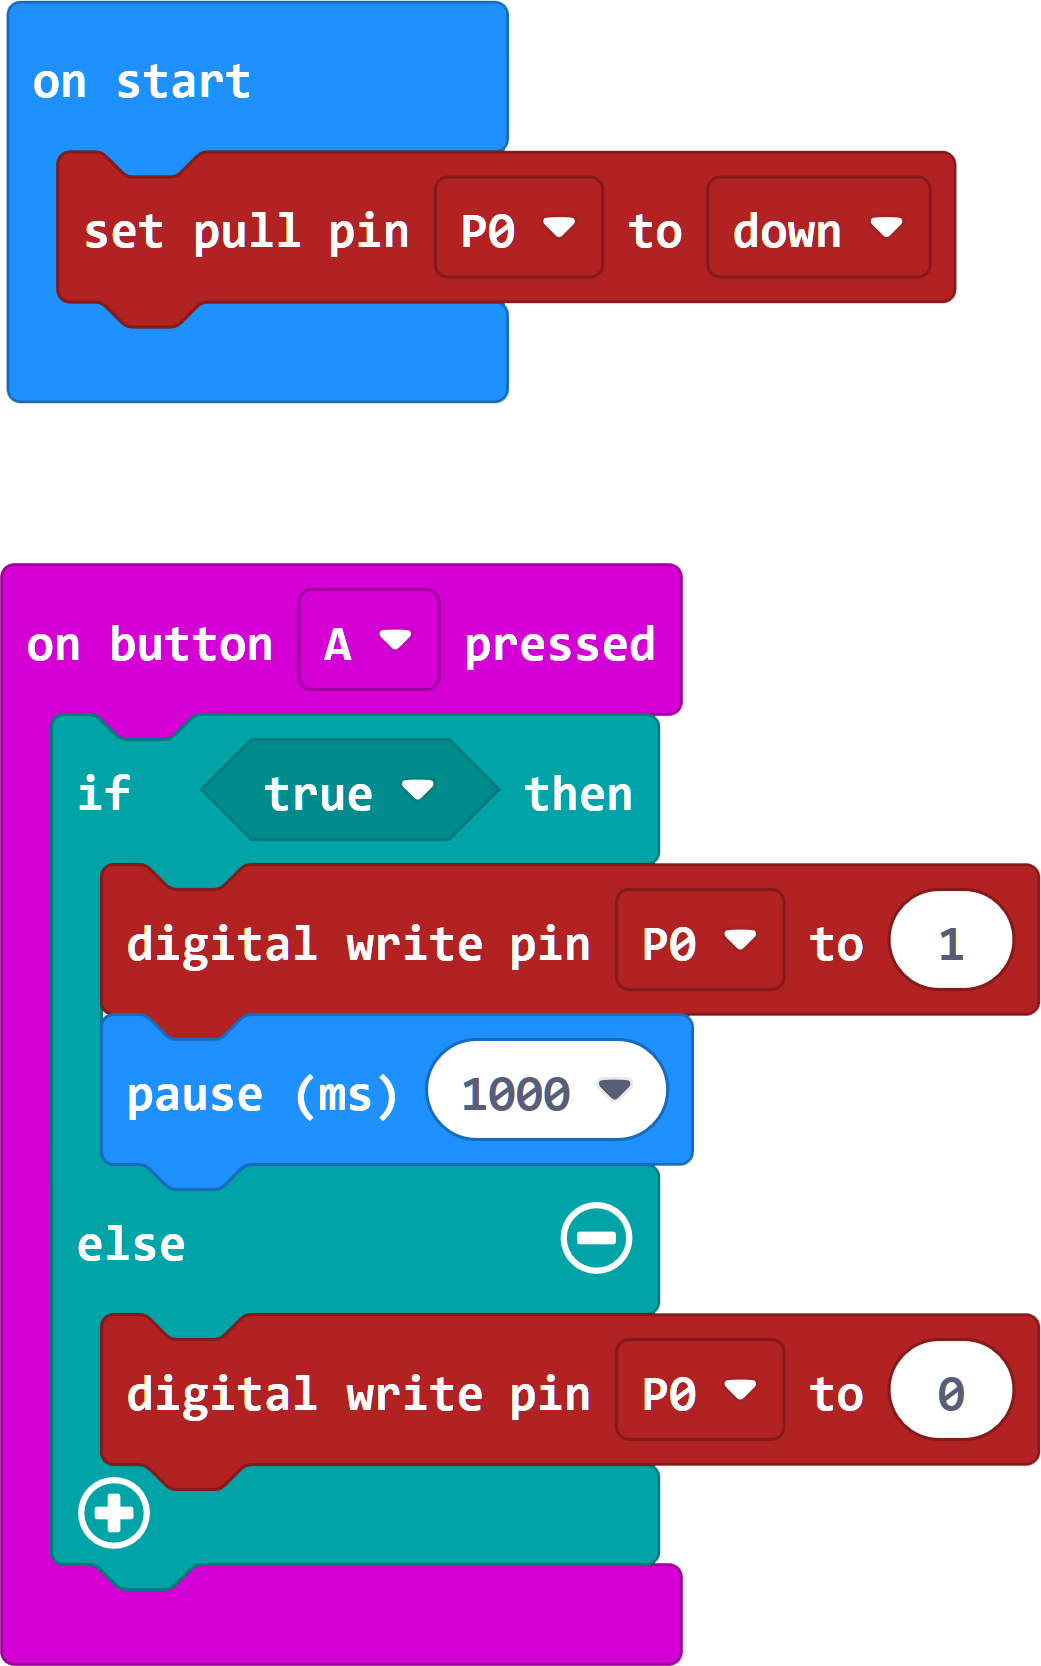 on start
set pull pin P0 to down
on button A pressed
if true then
digital write pin P0 to 1
pause (ms) 1000
else
digital write pin P0 to 0